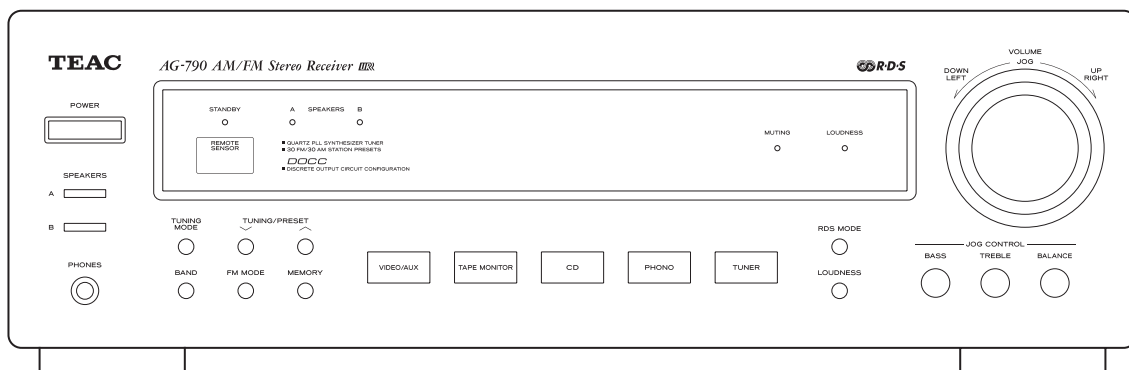 TEAC
AG-790 AM/FM Stereo Receiver
R·D·S
POWER
SPEAKERS
A
B
PHONES
STANDBY
A SPEAKERS B
REMOTE
SENSOR
■ QUARTZ PLL SYNTHESIZER TUNER
■ 30 FM/30 AM STATION PRESETS
DOCC
■ DISCRETE OUTPUT CIRCUIT CONFIGURATION
MUTING
LOUDNESS
TUNING
MODE
TUNING/PRESET
BAND
FM MODE
MEMORY
VIDEO/AUX
TAPE MONITOR
CD
PHONO
TUNER
RDS MODE
LOUDNESS
VOLUME
JOG
DOWN
LEFT
UP
RIGHT
JOG CONTROL
BASS
TREBLE
BALANCE